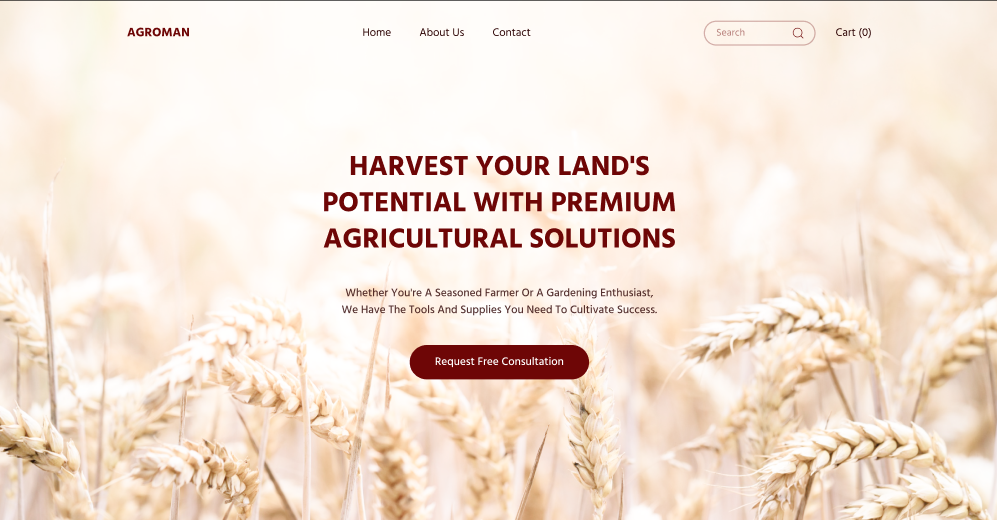 AGROMAN
Home
About Us
Contact
Search
Cart (0)
HARVEST YOUR LAND'S
POTENTIAL WITH PREMIUM
AGRICULTURAL SOLUTIONS
Whether You're A Seasoned Farmer Or A Gardening Enthusiast,
We Have The Tools And Supplies You Need To Cultivate Success.
Request Free Consultation